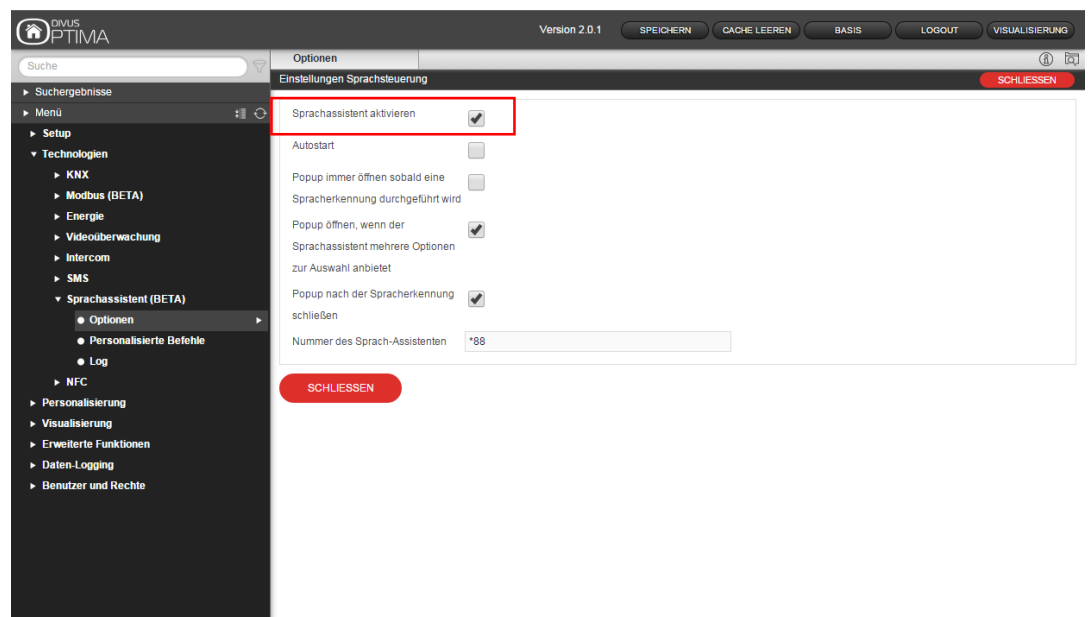 DIVUS
OPTIMA
Version 2.0.1
SPEICHERN
CACHE LEEREN
BASIS
LOGOUT
VISUALISIERUNG
Suche
Suchergebnisse
Menü
Setup
Technologien
KNX
Modbus (BETA)
Energie
Videoüberwachung
Intercom
SMS
Sprachassistent (BETA)
Optionen
Personalisierte Befehle
Log
NFC
Personalisierung
Visualisierung
Erweiterte Funktionen
Daten-Logging
Benutzer und Rechte
Optionen
Einstellungen Sprachsteuerung
SCHLIESSEN
Sprachassistent aktivieren
Autostart
Popup immer öffnen sobald eine
Spracherkennung durchgeführt wird
Popup öffnen, wenn der
Sprachassistent mehrere Optionen
zur Auswahl anbietet
Popup nach der Spracherkennung
schließen
Nummer des Sprach-Assistenten *88
SCHLIESSEN